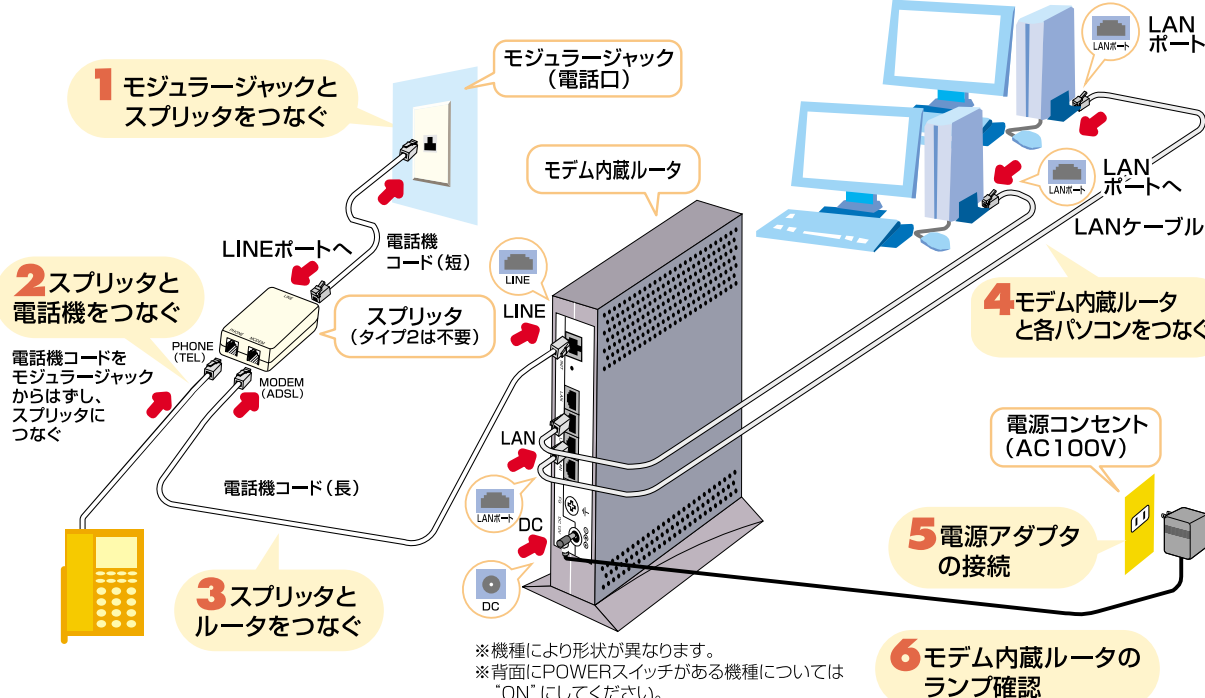 1 モジュラージャックと
スプリッタをつなぐ
モジュラージャック
(電話口)
モデム内蔵ルータ
LAN
ポート
LANポート
LAN
ポートへ
LANポート
LANケーブル
LINEポートへ
電話機
コード(短)
LINE
2 スプリッタと
電話機をつなぐ
スプリッタ
(タイプ2は不要)
PHONE
MODEM
PHONE
(TEL)
MODEM
(ADSL)
電話機コードを
モジュラージャック
からはずし、
スプリッタに
つなぐ
電話機コード(長)
3 スプリッタと
ルータをつなぐ
LINE
LINE
LAN
LANポート
DC
DC
4 モデム内蔵ルータ
と各パソコンをつなぐ
電源コンセント
(AC100V)
5 電源アダプタ
の接続
6 モデム内蔵ルータの
ランプ確認
※機種により形状が異なります。
※背面にPOWERスイッチがある機種については
“ON”にしてください。